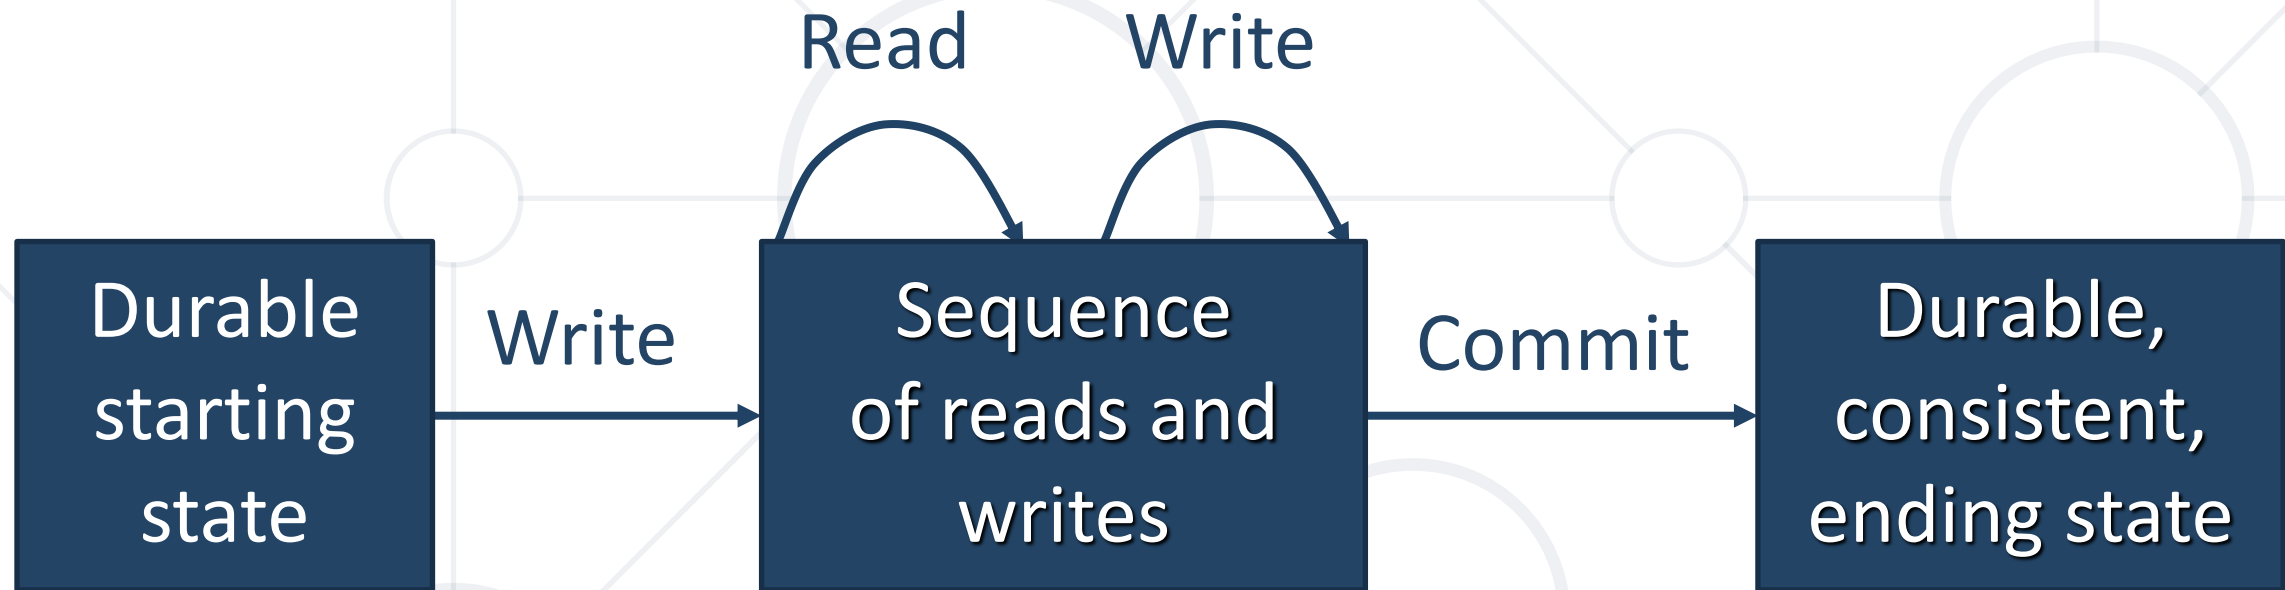 Read
Write
Durable
starting
state
Write
Sequence
of reads and
writes
Commit
Durable,
consistent,
ending state